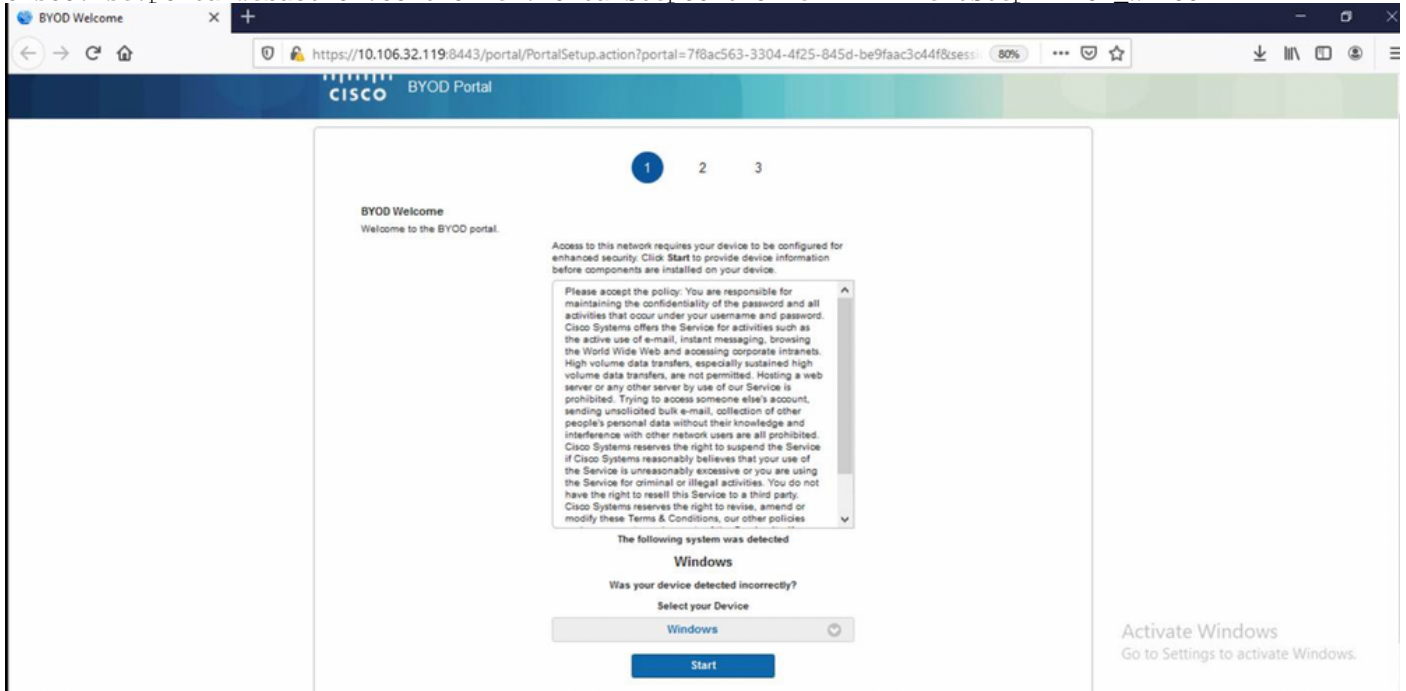 BYOD Welcome
https://10.106.32.119:8443/portal/PortalSetup.action?portal=7f8ac563-3304-4f25-845d-be9faac3c44f&sessi
80%
CISCO BYOD Portal
1 2 3
BYOD Welcome
Welcome to the BYOD portal.
Access to this network requires your device to be configured for
enhanced security. Click Start to provide device information
before components are installed on your device.
Please accept the policy: You are responsible for
maintaining the confidentiality of the password and all
activities that occur under your username and password.
Cisco Systems offers the Service for activities such as
the active use of e-mail, instant messaging, browsing
the World Wide Web and accessing corporate intranets.
High volume data transfers, especially sustained high
volume data transfers, are not permitted. Hosting a web
server or any other server by use of our Service is
prohibited. Trying to access someone else's account,
sending unsolicited bulk e-mail, collection of other
people's personal data without their knowledge and
interference with other network users are all prohibited.
Cisco Systems reserves the right to suspend the Service
if Cisco Systems reasonably believes that your use of
the Service is unreasonably excessive or you are using
the Service for criminal or illegal activities. You do not
have the right to resell this Service to a third party.
Cisco Systems reserves the right to revise, amend or
modify these Terms & Conditions, our other policies
The following system was detected
Windows
Was your device detected incorrectly?
Select your Device
Windows
Start
Activate Windows
Go to Settings to activate Windows.